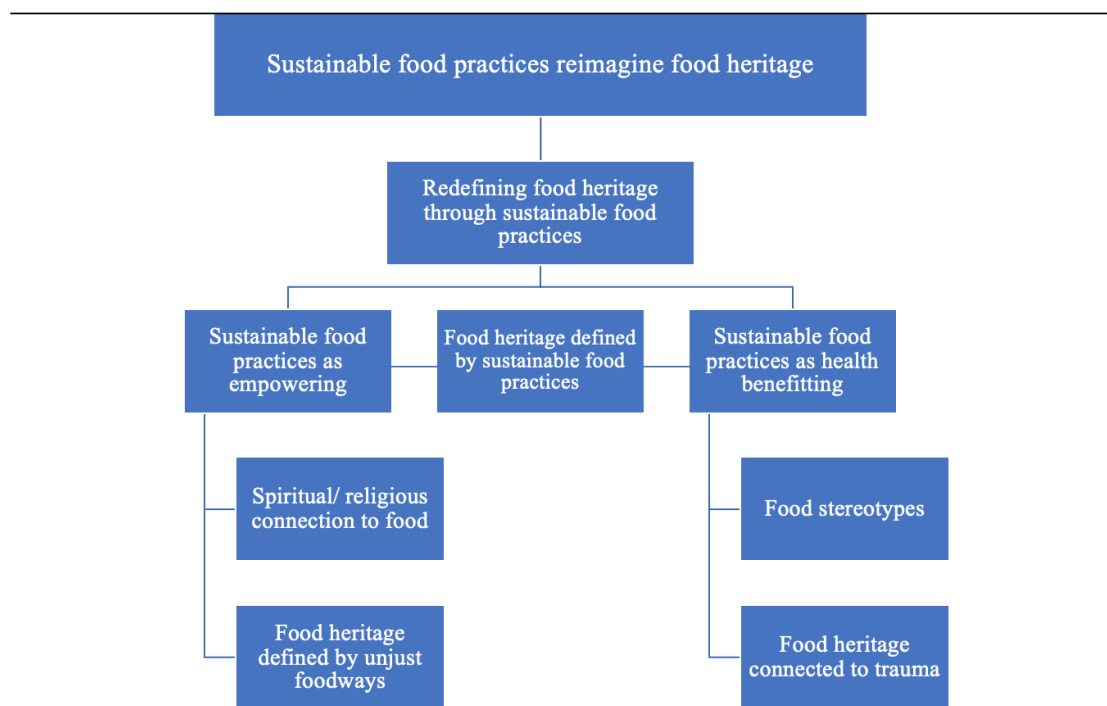 Sustainable food practices reimagine food heritage
Redefining food heritage
through sustainable food
practices
Sustainable food
practices as
empowering
Food heritage defined
by sustainable food
practices
Sustainable food
practices as health
benefitting
Spiritual/ religious
connection to food
Food stereotypes
Food heritage
defined by unjust
foodways
Food heritage
connected to trauma